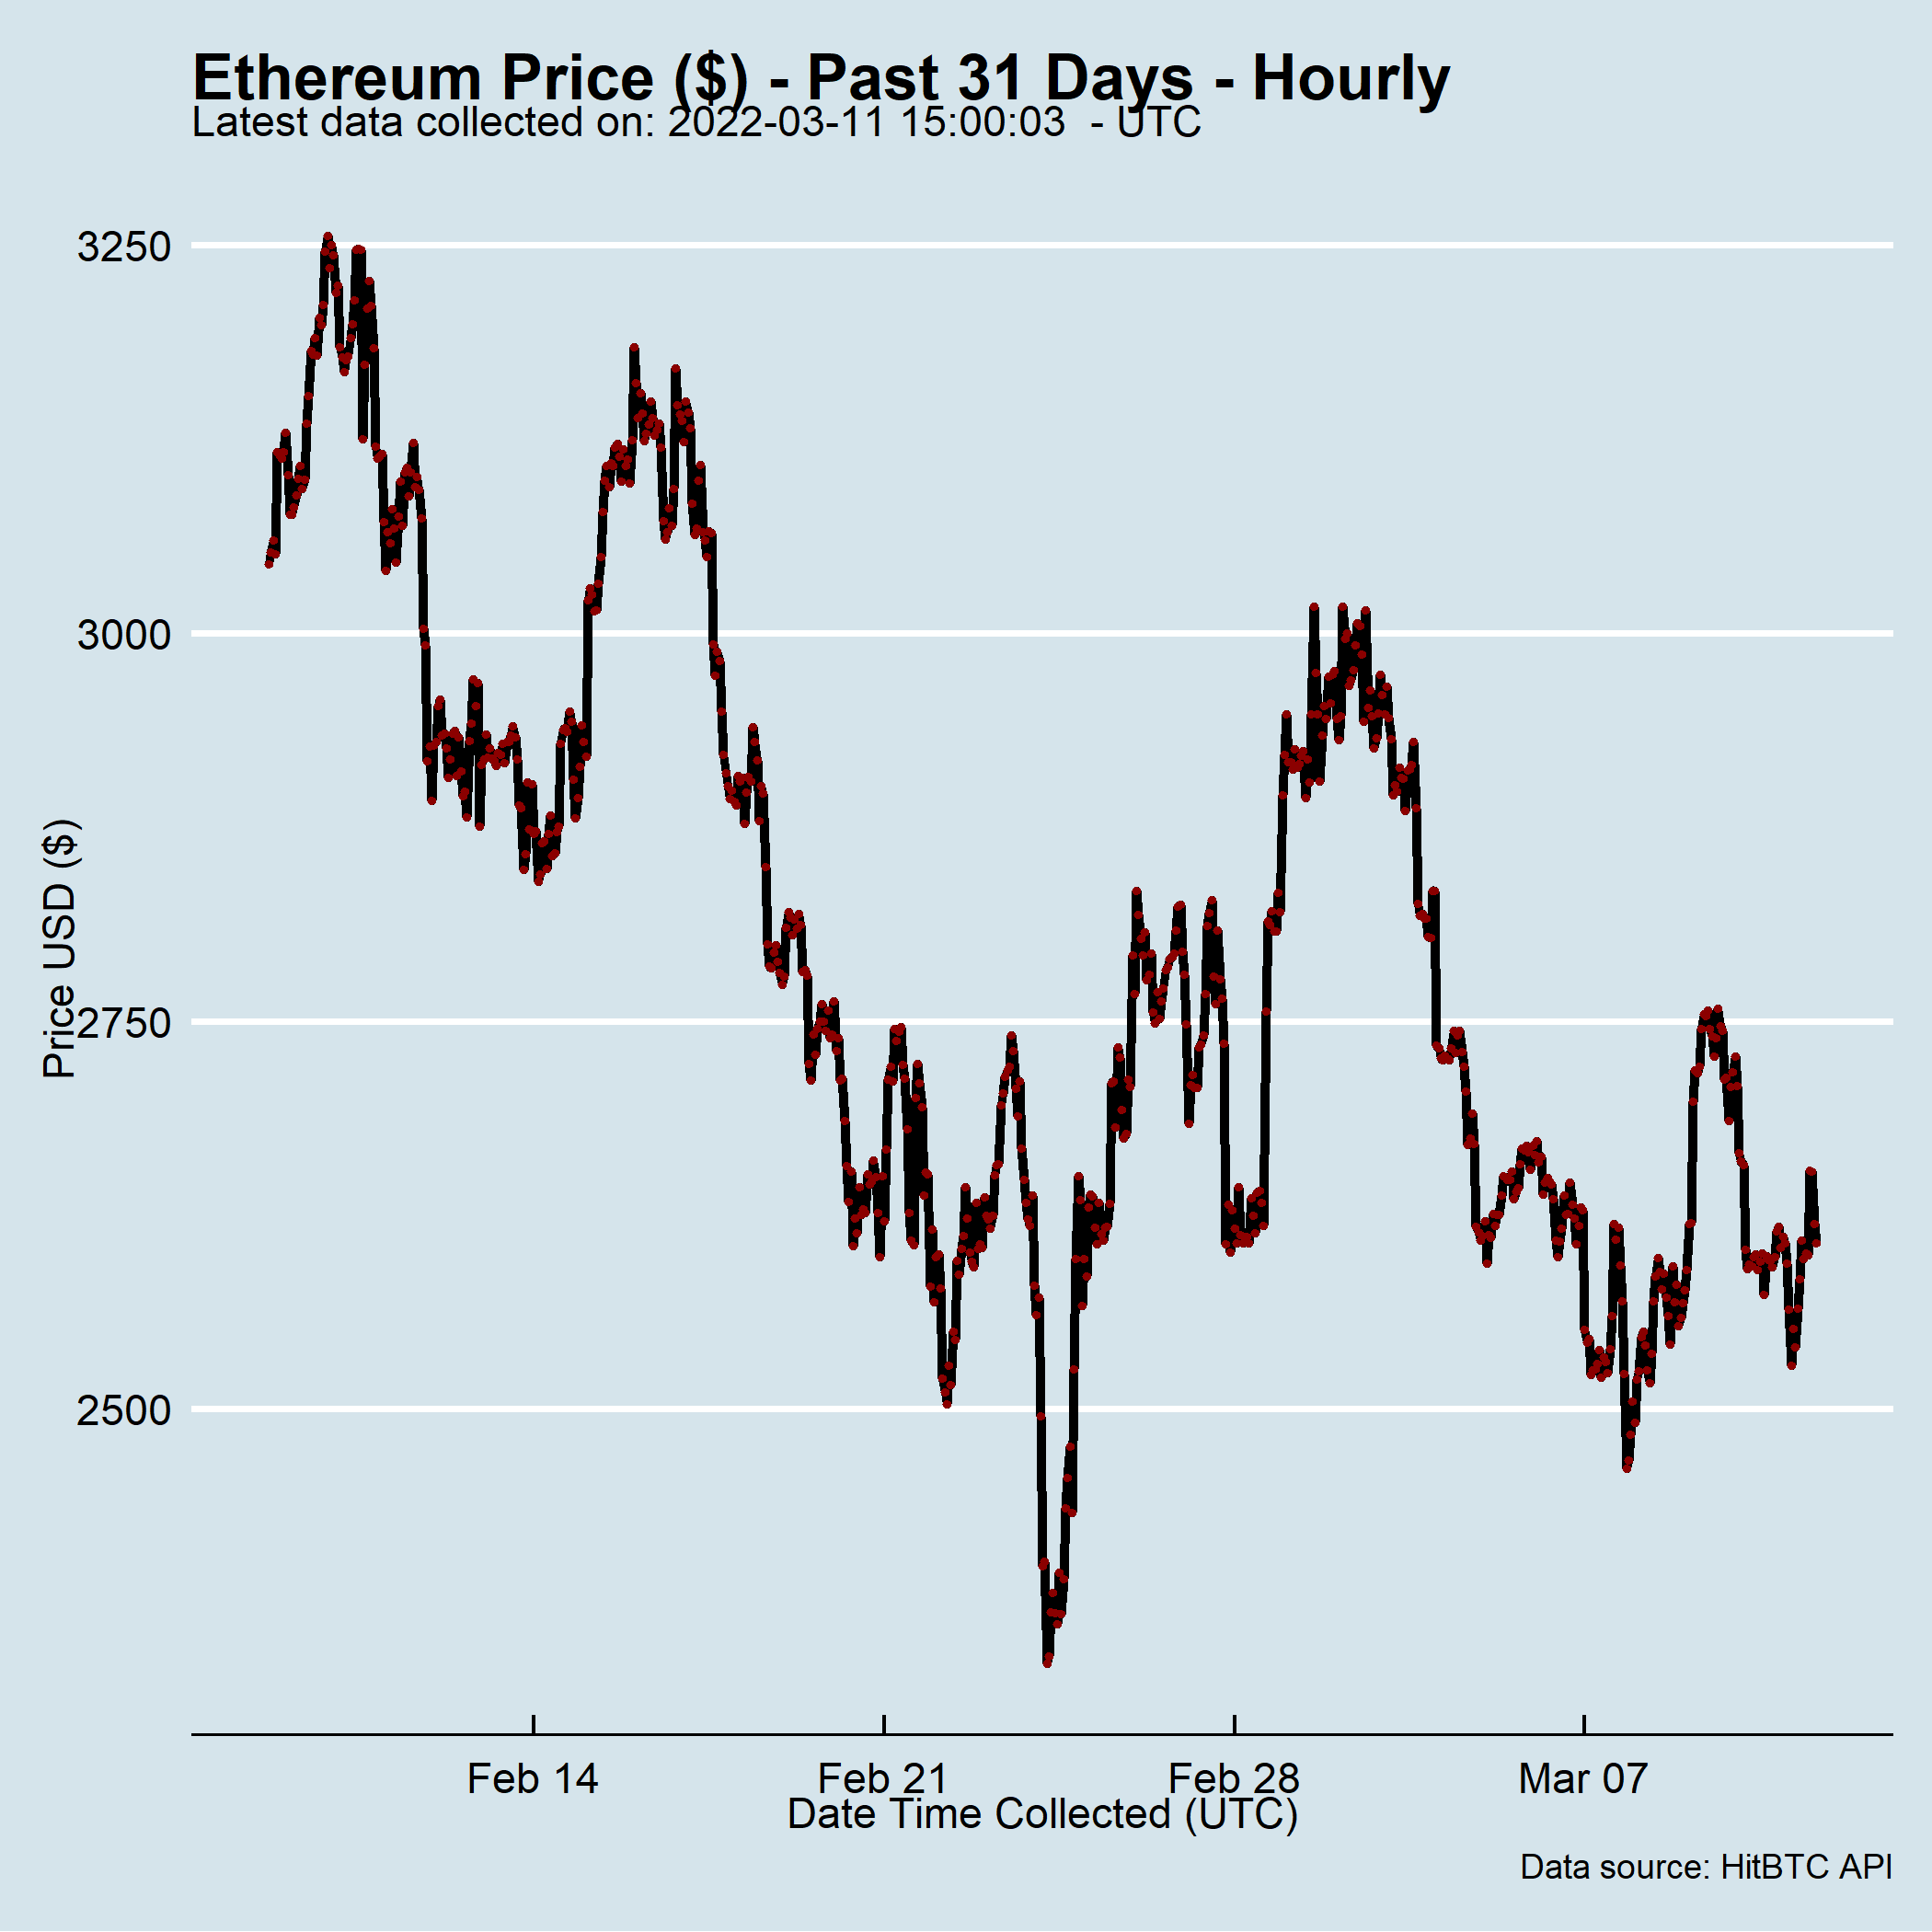 Ethereum Price ($) - Past 31 Days - Hourly
Latest data collected on: 2022-03-11 15:00:03  - UTC
3250
3000
2750
2500
Price USD ($)
Feb 14
Feb 21
Feb 28
Mar 07
Date Time Collected (UTC)
Data source: HitBTC API